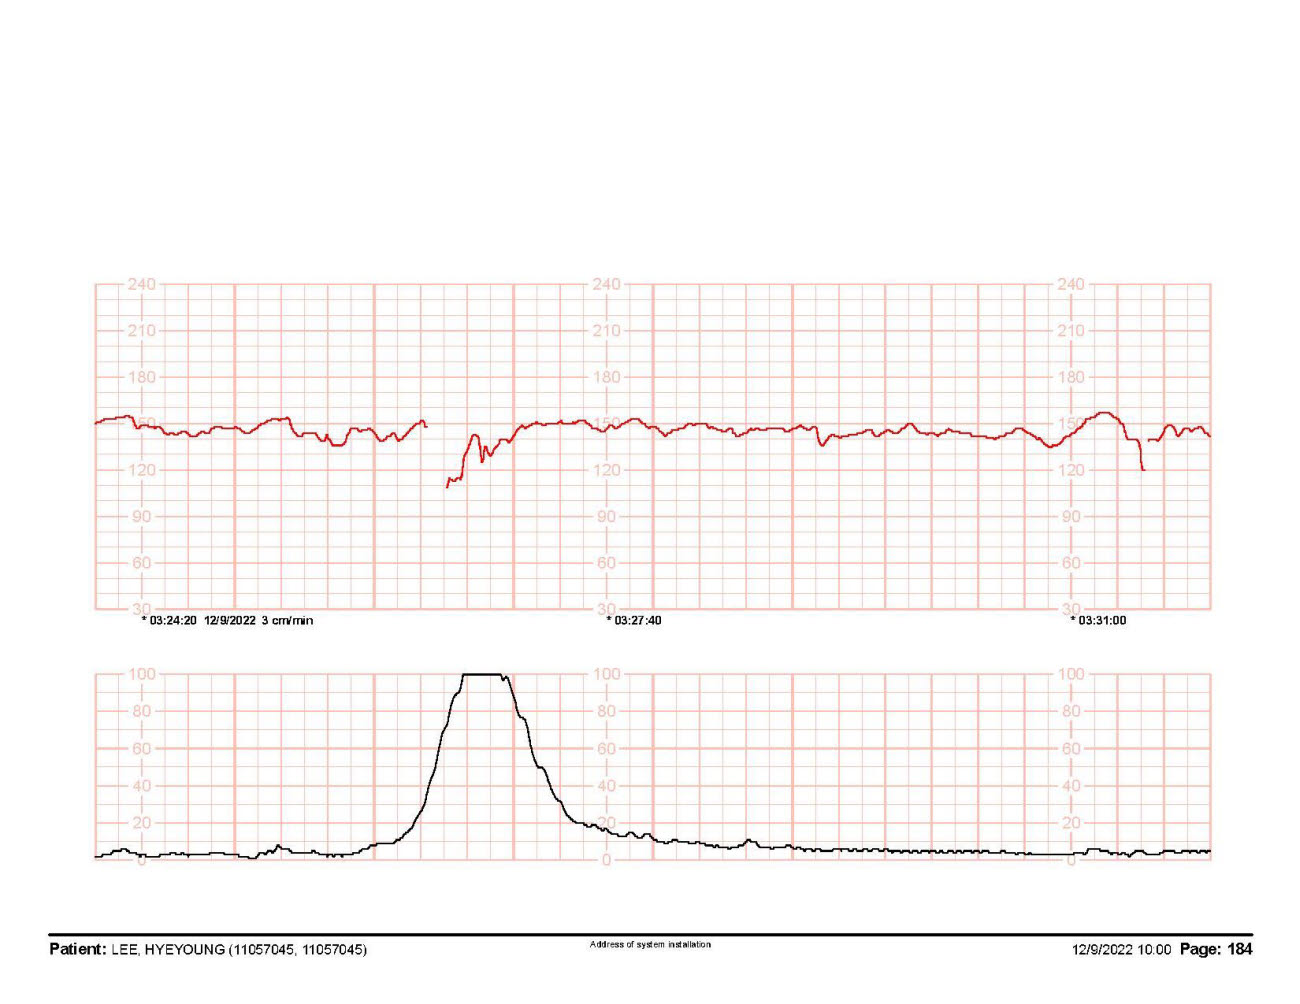 240 240 240
210 210 210
180 180 180
150 150 150
120 120 120
90 90 90
60 60 60
30 30 30
* 03:24:20 12/9/2022 3 cm/min * 03:27:40 * 03:31:00
100 100 100
80 80 80
60 60 60
40 40 40
20 20 20
0 0 0
Patient: LEE, HYEYOUNG (11057045, 11057045) Address of system installation 12/9/2022 10:00 Page: 184